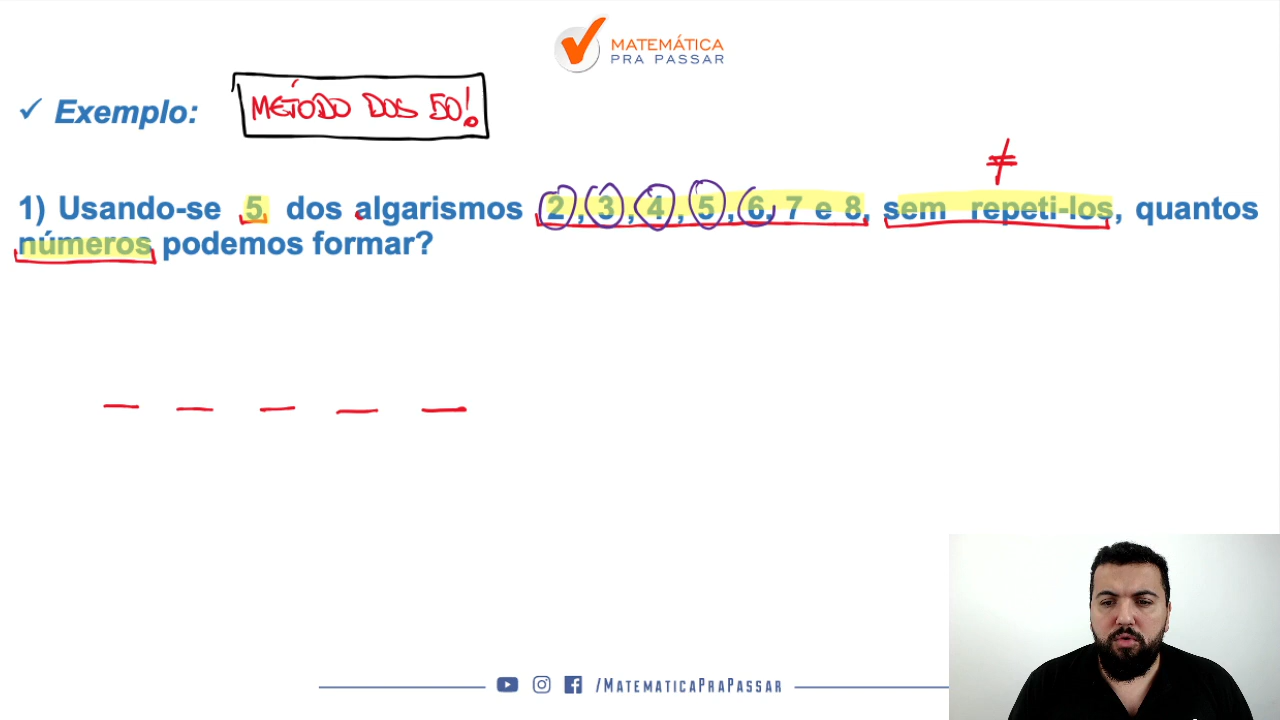 MATEMÁTICA
PRA PASSAR
✓ Exemplo:
MÉTODO DOS 50!
≠
1) Usando-se 5 dos algarismos 2, 3, 4, 5, 6, 7 e 8, sem repeti-los, quantos
números podemos formar?
/MATEMATICAPRAPASSAR